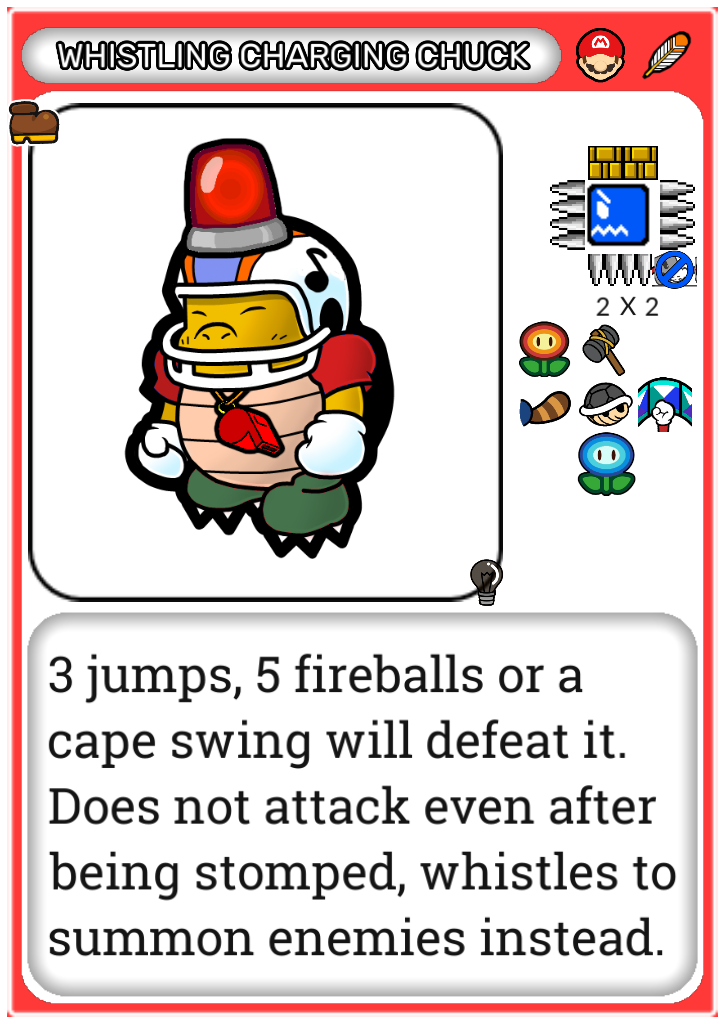 WHISTLING CHARGING CHUCK
M
2 X 2
3 jumps, 5 fireballs or a
cape swing will defeat it.
Does not attack even after
being stomped, whistles to
summon enemies instead.